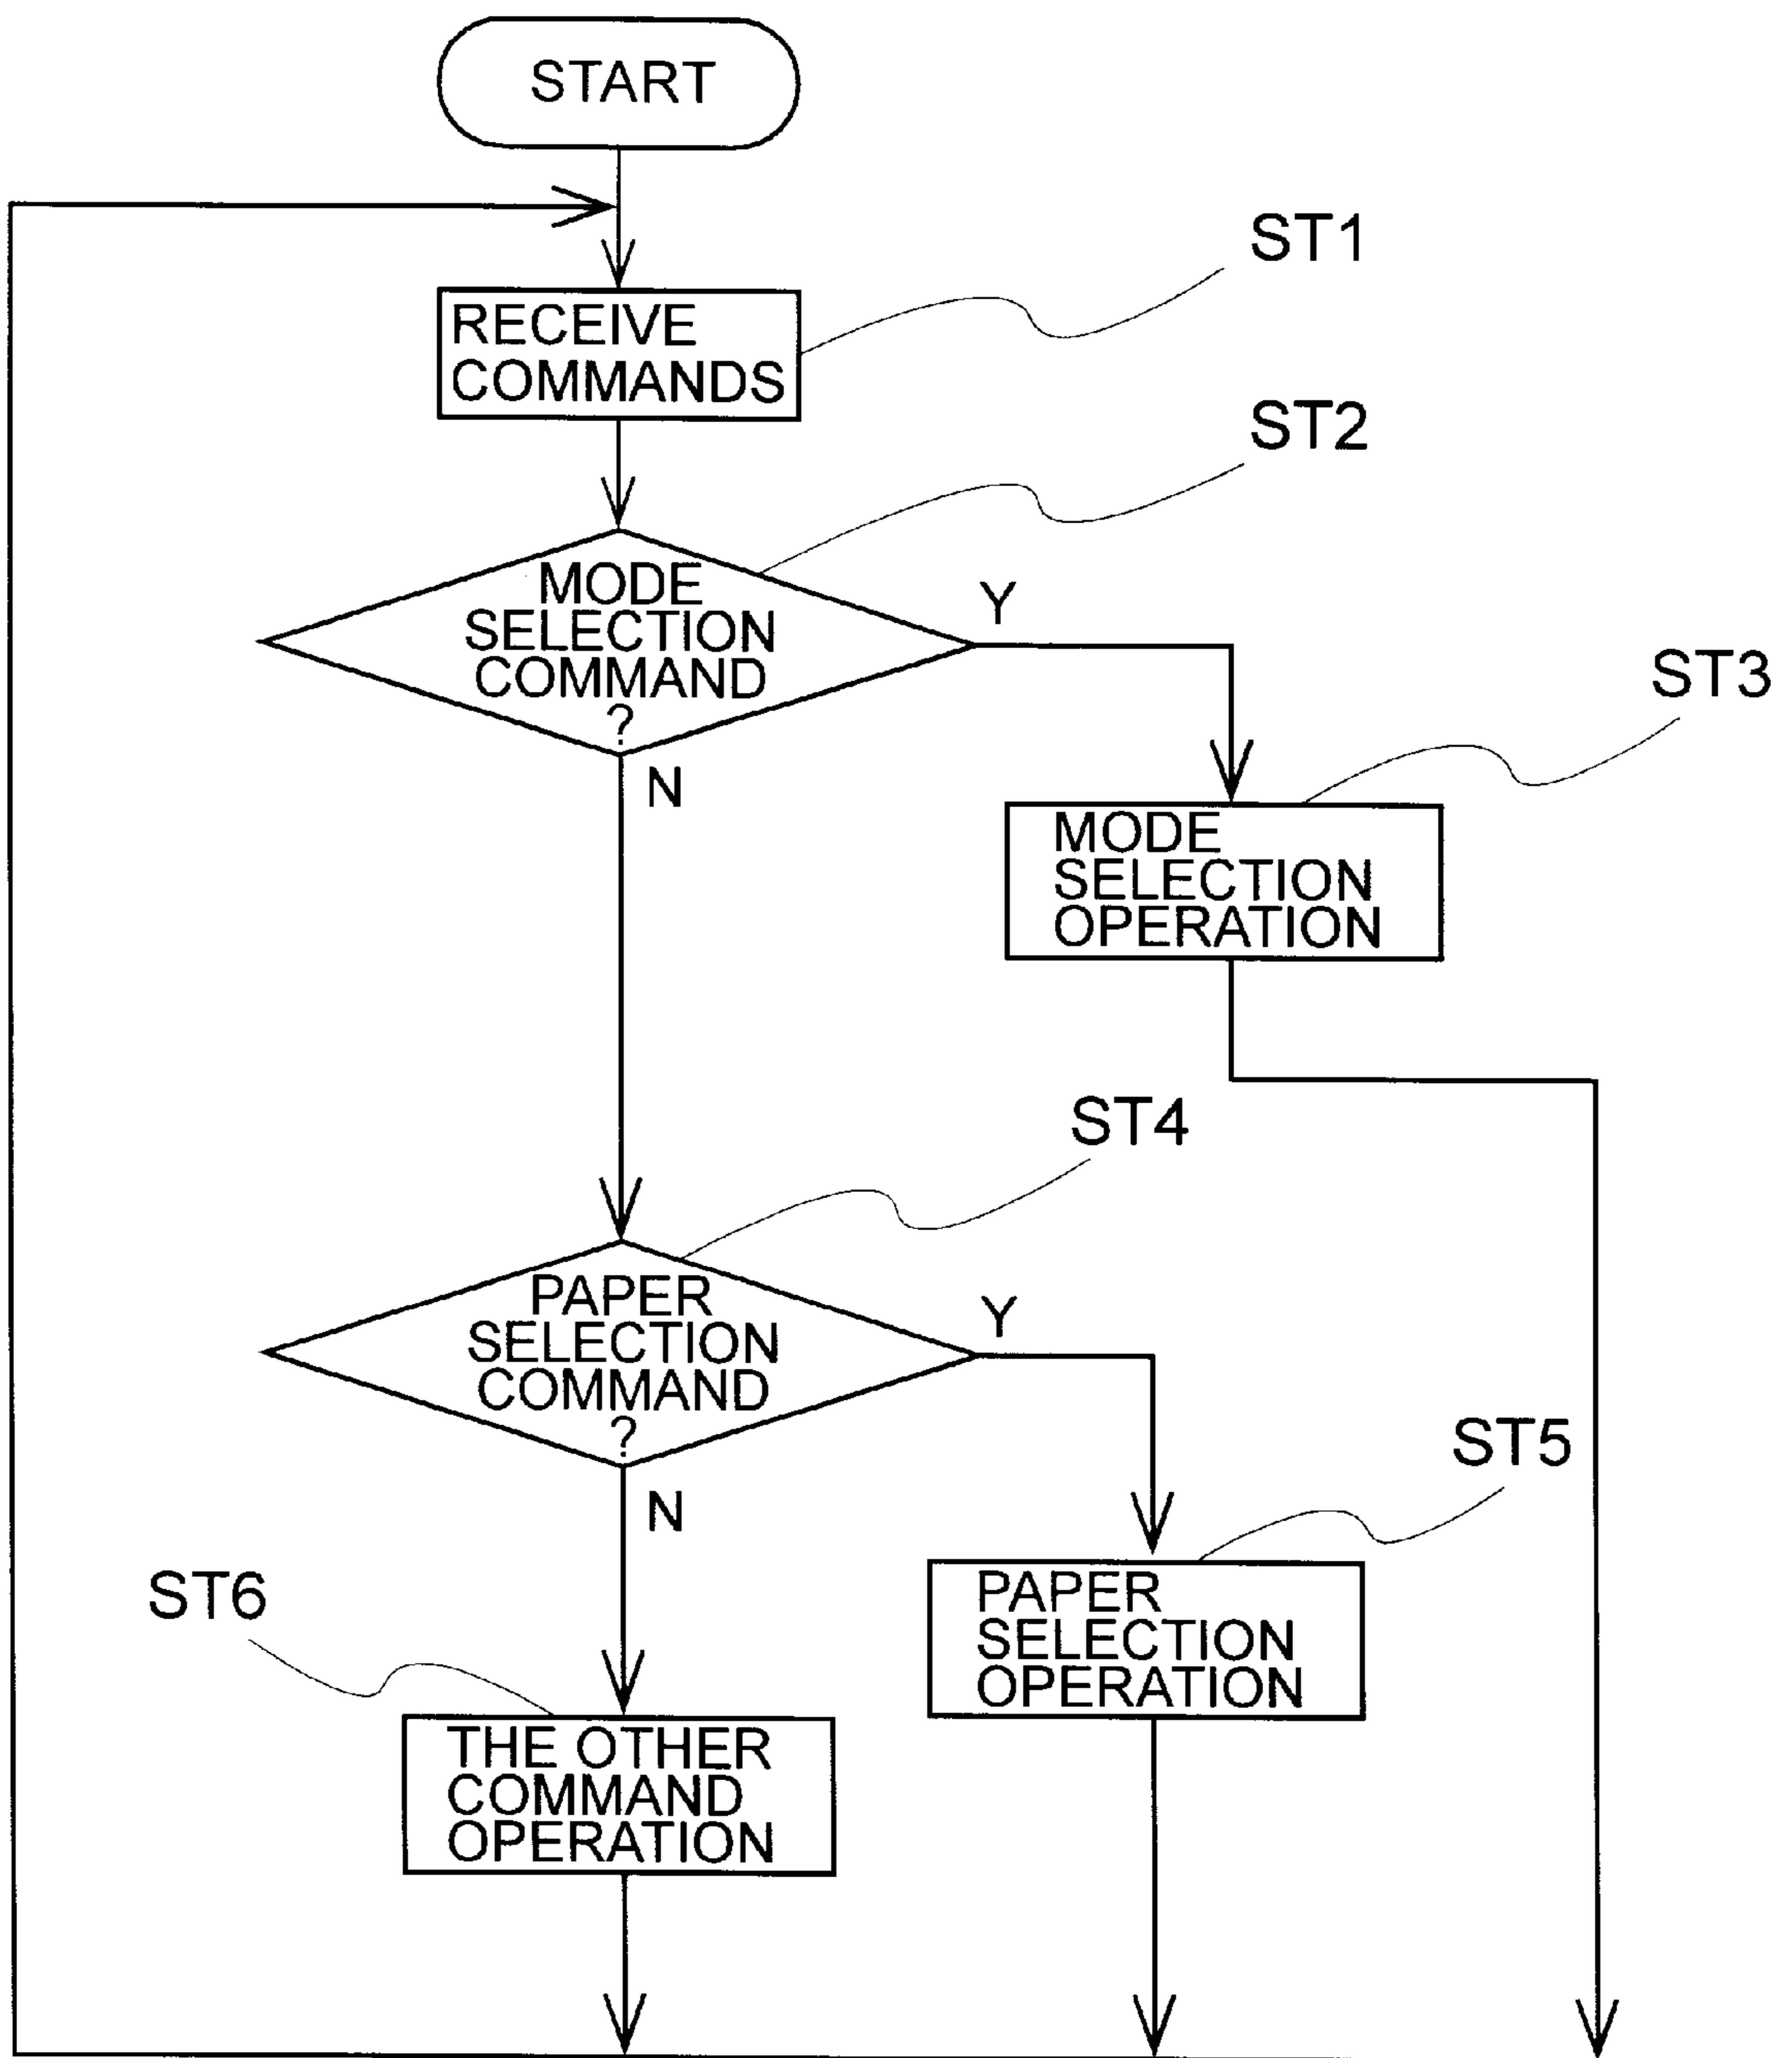 START
ST1
RECEIVE
COMMANDS
ST2
MODE
SELECTION
COMMAND
?
Y
N
ST3
MODE
SELECTION
OPERATION
ST4
PAPER
SELECTION
COMMAND
?
Y
N
ST5
PAPER
SELECTION
OPERATION
ST6
THE OTHER
COMMAND
OPERATION